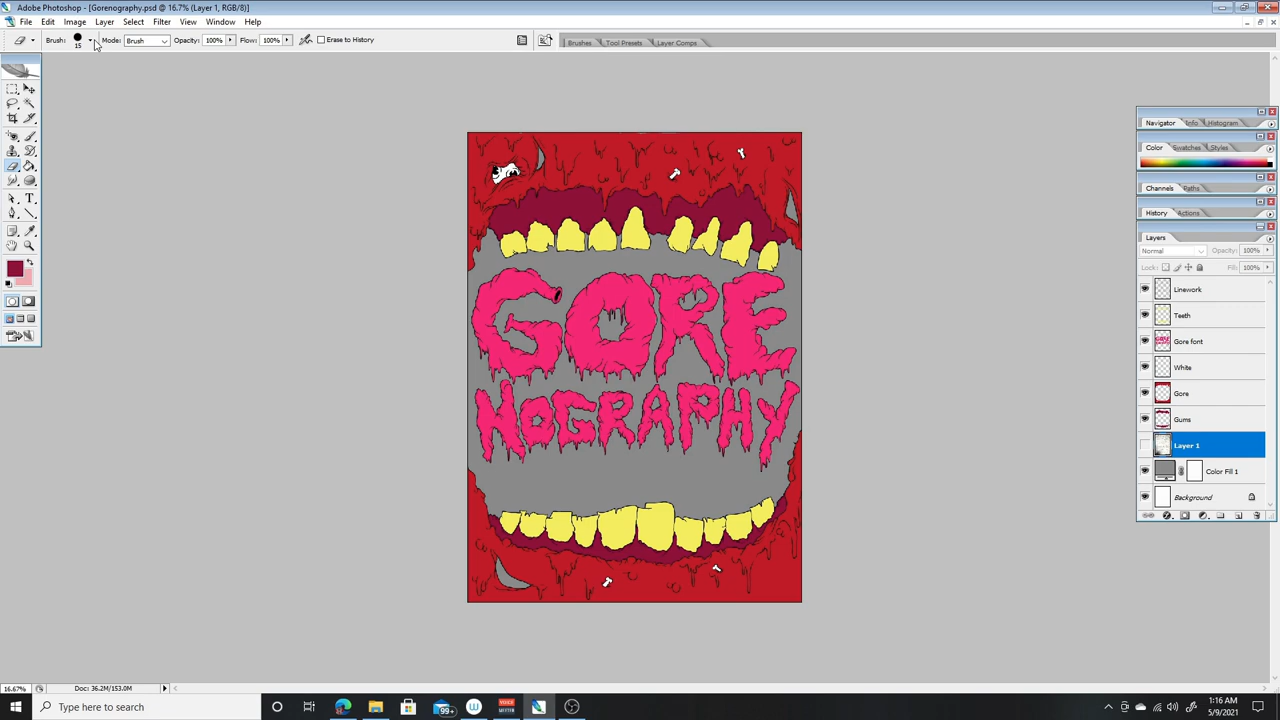 Adobe Photoshop - [Gorenography.psd @ 16.7% (Layer 1, RGB/8)]
File Edit Image Layer Select Filter View Window Help
Brush: 15 Mode: Brush Opacity: 100% Flow: 100% Erase to History Brushes Tool Presets Layer Comps
Navigator Info Histogram
Color Swatches Styles
Channels Paths
History Actions
Layers
Normal Opacity: 100%
Lock: Fill: 100%
Linework
Teeth
Gore font
White
Gore
Gums
Layer 1
Color Fill 1
Background
GORE
NOGRAPHY
16.67% Doc: 36.2M/153.0M
Type here to search
99+
1:16 AM
5/9/2021